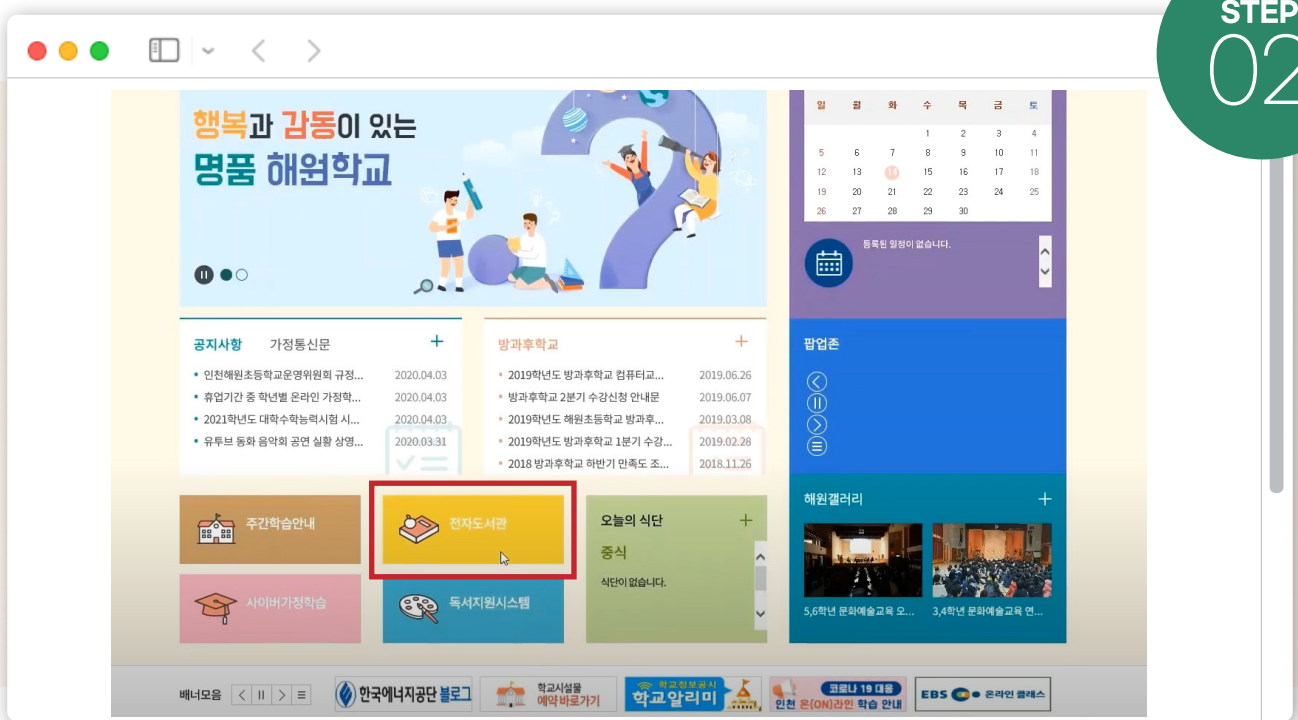 STEP
02
행복과 감동이 있는
명품 해원학교
일 월 화 수 목 금 토
1 2 3 4
5 6 7 8 9 10 11
12 13 14 15 16 17 18
19 20 21 22 23 24 25
26 27 28 29 30
등록된 일정이 없습니다.
공지사항 가정통신문
인천해원초등학교운영위원회 규정... 2020.04.03
휴업기간 중 학년별 온라인 가정학... 2020.04.03
2021학년도 대학수학능력시험 시... 2020.04.03
유투브 동화 음악회 공연 실황 상영... 2020.03.31
방과후학교
2019학년도 방과후학교 컴퓨터교... 2019.06.26
방과후학교 2분기 수강신청 안내문 2019.06.07
2019학년도 해원초등학교 방과후... 2019.03.08
2019학년도 방과후학교 1분기 수강... 2019.02.28
2018 방과후학교 하반기 만족도 조... 2018.11.26
팝업존
주간학습안내
전자도서관
사이버가정학습
독서지원시스템
오늘의 식단
중식
식단이 없습니다.
해원갤러리
5,6학년 문화예술교육 오...
3,4학년 문화예술교육 연...
배너모음
한국에너지공단 블로그
학교시설물
예약 바로가기
학교정보공시
학교알리미
코로나 19 대응
인천 온(ON)라인 학습 안내
EBS 온라인 클래스